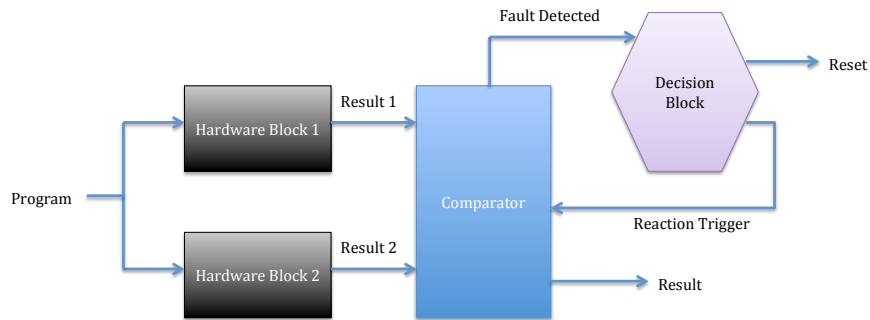 Fault Detected
Decision
Block
Reset
Result 1
Hardware Block 1
Program
Comparator
Reaction Trigger
Result 2
Hardware Block 2
Result